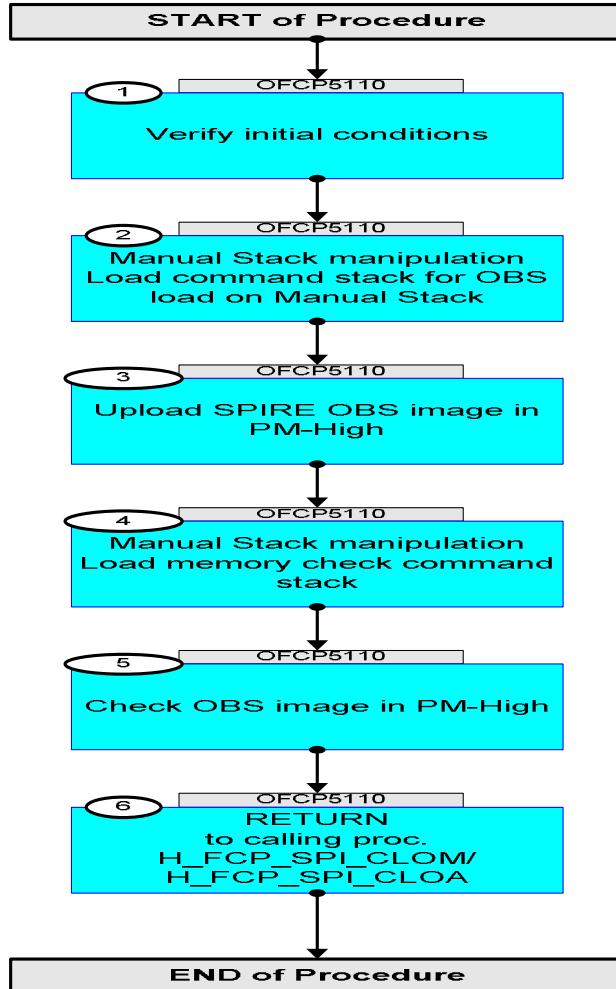 START of Procedure
OFCP5110
1
Verify initial conditions
OFCP5110
2
Manual Stack manipulation
Load command stack for OBS
load on Manual Stack
OFCP5110
3
Upload SPIRE OBS image in
PM-High
OFCP5110
4
Manual Stack manipulation
Load memory check command
stack
OFCP5110
5
Check OBS image in PM-High
OFCP5110
6
RETURN
to calling proc.
H_FCP_SPI_CLOM/
H_FCP_SPI_CLOA
END of Procedure